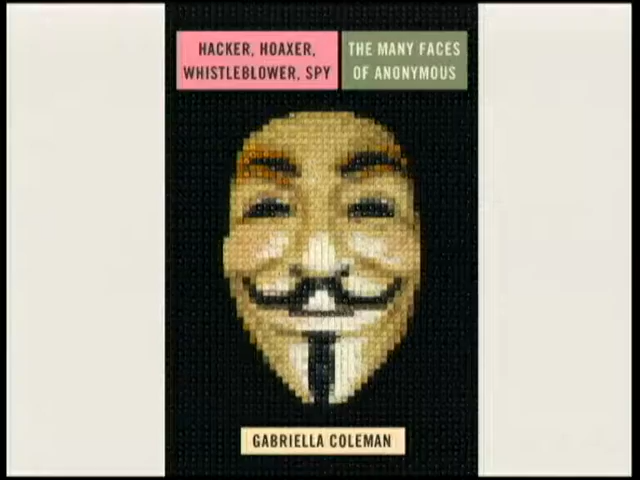 HACKER, HOAXER,
WHISTLEBLOWER, SPY
THE MANY FACES
OF ANONYMOUS
GABRIELLA COLEMAN